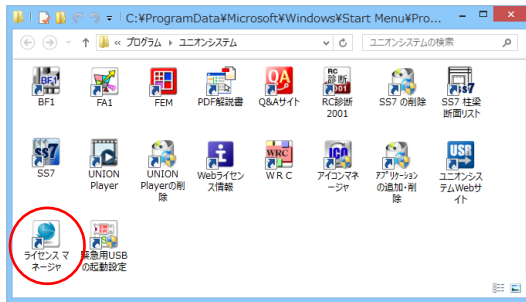 C:¥ProgramData¥Microsoft¥Windows¥Start Menu¥Pro...
« プログラム ▸ ユニオンシステム
ユニオンシステムの検索
BF1
FA1
FEM
PDF解説書
Q&Aサイト
RC診断
2001
SS7 の削除
SS7 柱梁
断面リスト
SS7
UNION
Player
UNION
Playerの削
除
Webライセン
ス情報
W R C
アイコンマネ
ージャ
ｱﾌﾟﾘｹｰｼｮﾝ
の追加・削
除
ユニオンシス
テムWebサ
イト
ライセンス マ
ネージャ
緊急用USB
の起動設定